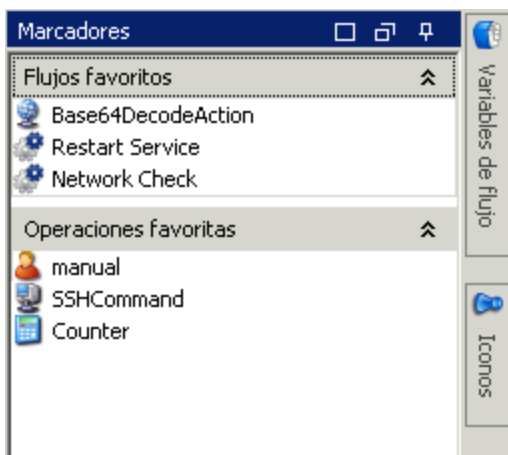 Marcadores
Flujos favoritos
Base64DecodeAction
Restart Service
Network Check
Operaciones favoritas
manual
SSHCommand
Counter
Variables de flujo
Iconos